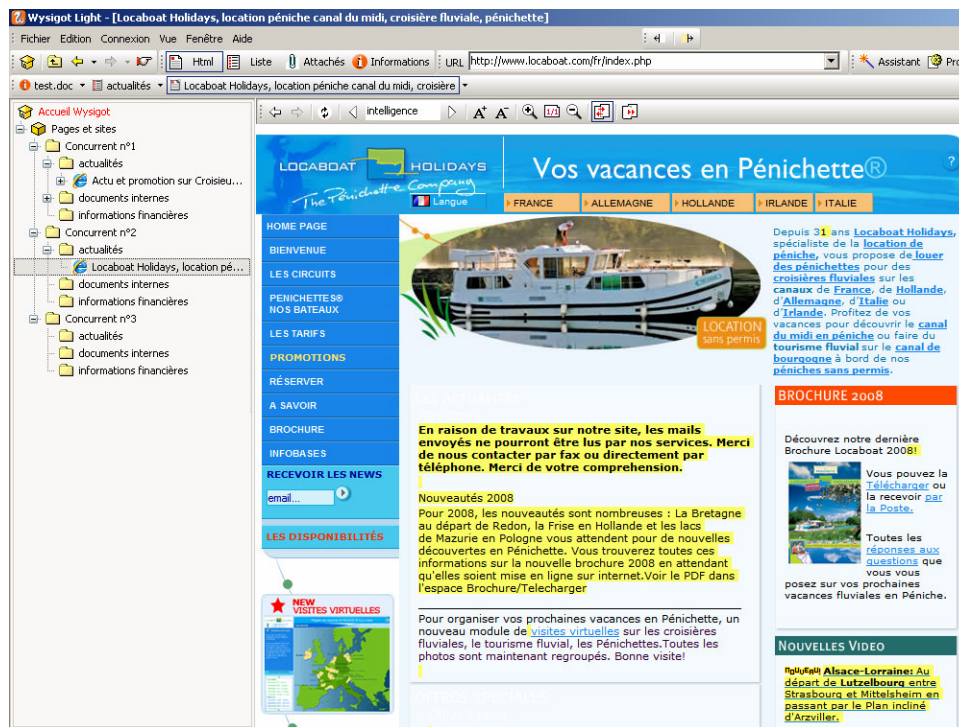 Wysigot Light - [Locaboat Holidays, location péniche canal du midi, croisière fluviale, pénichette]
Fichier Edition Connexion Vue Fenêtre Aide
Html Liste Attachés Informations URL http://www.locaboat.com/fr/index.php Assistant
test.doc actualités Locaboat Holidays, location péniche canal du midi, croisière
Accueil Wysigot
Pages et sites
Concurrent n°1
actualités
Actu et promotion sur Croisieu...
documents internes
informations financières
Concurrent n°2
actualités
Locaboat Holidays, location pé...
documents internes
informations financières
Concurrent n°3
actualités
documents internes
informations financières
intelligence A+ A- 1/1
LOCABOAT HOLIDAYS
The Pénichette Company
Vos vacances en Pénichette®
?
Langue
FRANCE ALLEMAGNE HOLLANDE IRLANDE ITALIE
HOME PAGE
BIENVENUE
LES CIRCUITS
PENICHETTES®
NOS BATEAUX
LES TARIFS
PROMOTIONS
RÉSERVER
A SAVOIR
BROCHURE
INFOBASES
RECEVOIR LES NEWS
email...
LES DISPONIBILITÉS
NEW
VISITES VIRTUELLES
LOCATION
sans permis
LES ACTUALITÉS
En raison de travaux sur notre site, les mails
envoyés ne pourront être lus par nos services. Merci
de nous contacter par fax ou directement par
téléphone. Merci de votre comprehension.
Nouveautés 2008
Pour 2008, les nouveautés sont nombreuses : La Bretagne
au départ de Redon, la Frise en Hollande et les lacs
de Mazurie en Pologne vous attendent pour de nouvelles
découvertes en Pénichette. Vous trouverez toutes ces
informations sur la nouvelle brochure 2008 en attendant
qu'elles soient mise en ligne sur internet.Voir le PDF dans
l'espace Brochure/Telecharger
Pour organiser vos prochaines vacances en Pénichette, un
nouveau module de visites virtuelles sur les croisières
fluviales, le tourisme fluvial, les Pénichettes.Toutes les
photos sont maintenant regroupés. Bonne visite!
OFFRES SPÉCIALES
Depuis 31 ans Locaboat Holidays,
spécialiste de la location de
péniche, vous propose de louer
des pénichettes pour des
croisières fluviales sur les
canaux de France, de Hollande,
d'Allemagne, d'Italie ou
d'Irlande. Profitez de vos
vacances pour découvrir le canal
du midi en péniche ou faire du
tourisme fluvial sur le canal de
bourgogne à bord de nos
péniches sans permis.
BROCHURE 2008
Découvrez notre dernière
Brochure Locaboat 2008!
Vous pouvez la
Télécharger ou
la recevoir par
la Poste.
Toutes les
réponses aux
questions que
vous vous
posez sur vos prochaines
vacances fluviales en Péniche.
NOUVELLES VIDEO
nouveau Alsace-Lorraine: Au
départ de Lutzelbourg entre
Strasbourg et Mittelsheim en
passant par le Plan incliné
d'Arzviller.